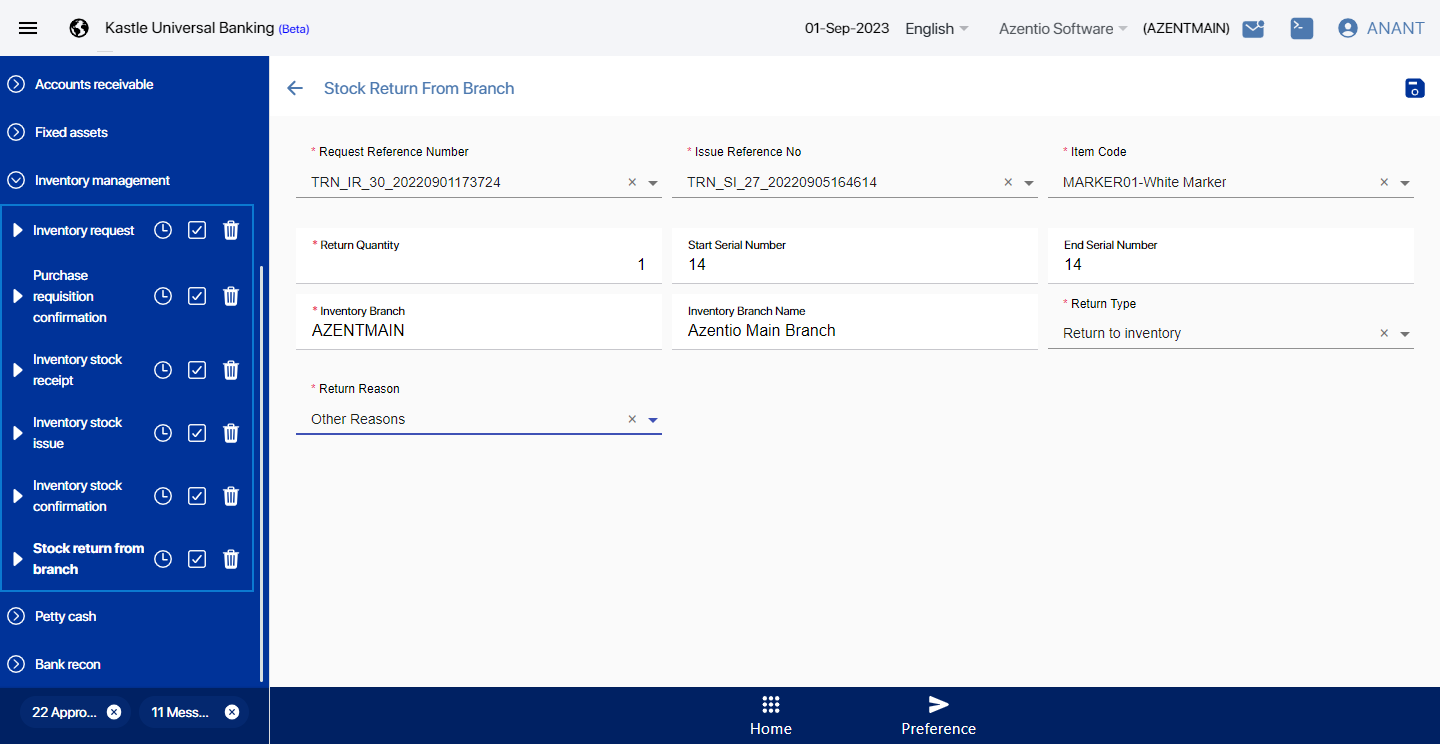 Kastle Universal Banking (Beta)
01-Sep-2023
English
Azentio Software
(AZENTMAIN)
ANANT
Accounts receivable
Fixed assets
Inventory management
Inventory request
Purchase
requisition
confirmation
Inventory stock
receipt
Inventory stock
issue
Inventory stock
confirmation
Stock return from
branch
Petty cash
Bank recon
22 Appro...
11 Mess...
Stock Return From Branch
* Request Reference Number
TRN_IR_30_20220901173724
* Issue Reference No
TRN_SI_27_20220905164614
* Item Code
MARKER01-White Marker
* Return Quantity
1
Start Serial Number
14
End Serial Number
14
* Inventory Branch
AZENTMAIN
Inventory Branch Name
Azentio Main Branch
* Return Type
Return to inventory
* Return Reason
Other Reasons
Home
Preference